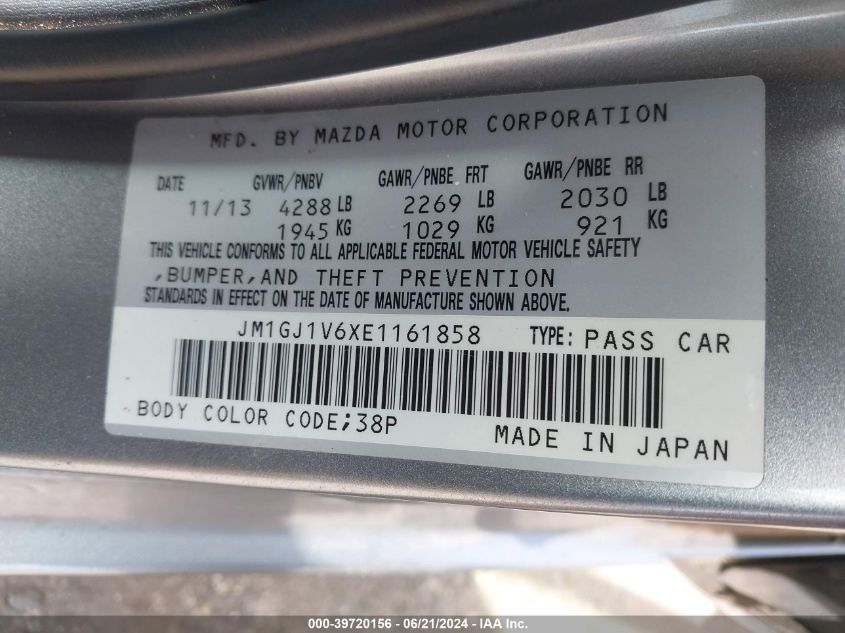 MFD. BY MAZDA MOTOR CORPORATION
DATE GVWR/PNBV GAWR/PNBE FRT GAWR/PNBE RR
11/13 4288 LB 2269 LB 2030 LB
1945 KG 1029 KG 921 KG
THIS VEHICLE CONFORMS TO ALL APPLICABLE FEDERAL MOTOR VEHICLE SAFETY
,BUMPER,AND THEFT PREVENTION
STANDARDS IN EFFECT ON THE DATE OF MANUFACTURE SHOWN ABOVE.
JM1GJ1V6XE1161858 TYPE: PASS CAR
BODY COLOR CODE;38P
MADE IN JAPAN
000-39720156 - 06/21/2024 - IAA Inc.